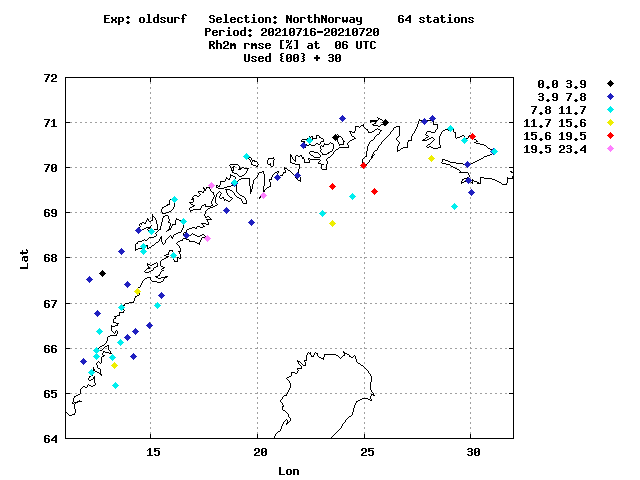 Exp: oldsurf   Selection: NorthNorway     64 stations
Period: 20210716-20210720
Rh2m rmse [%] at  06 UTC
Used {00} + 30
0.0 3.9
3.9 7.8
7.8 11.7
11.7 15.6
15.6 19.5
19.5 23.4
72
71
70
69
68
67
66
65
64
Lat
15 20 25 30
Lon